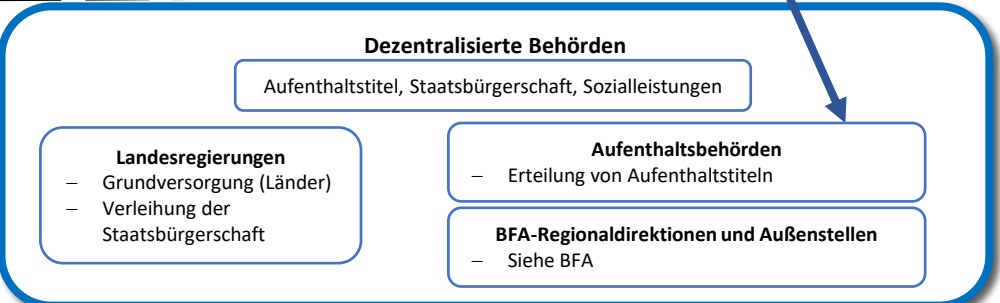 Dezentralisierte Behörden
Aufenthaltstitel, Staatsbürgerschaft, Sozialleistungen
Landesregierungen
– Grundversorgung (Länder)
– Verleihung der
Staatsbürgerschaft
Aufenthaltsbehörden
– Erteilung von Aufenthaltstiteln
BFA-Regionaldirektionen und Außenstellen
– Siehe BFA